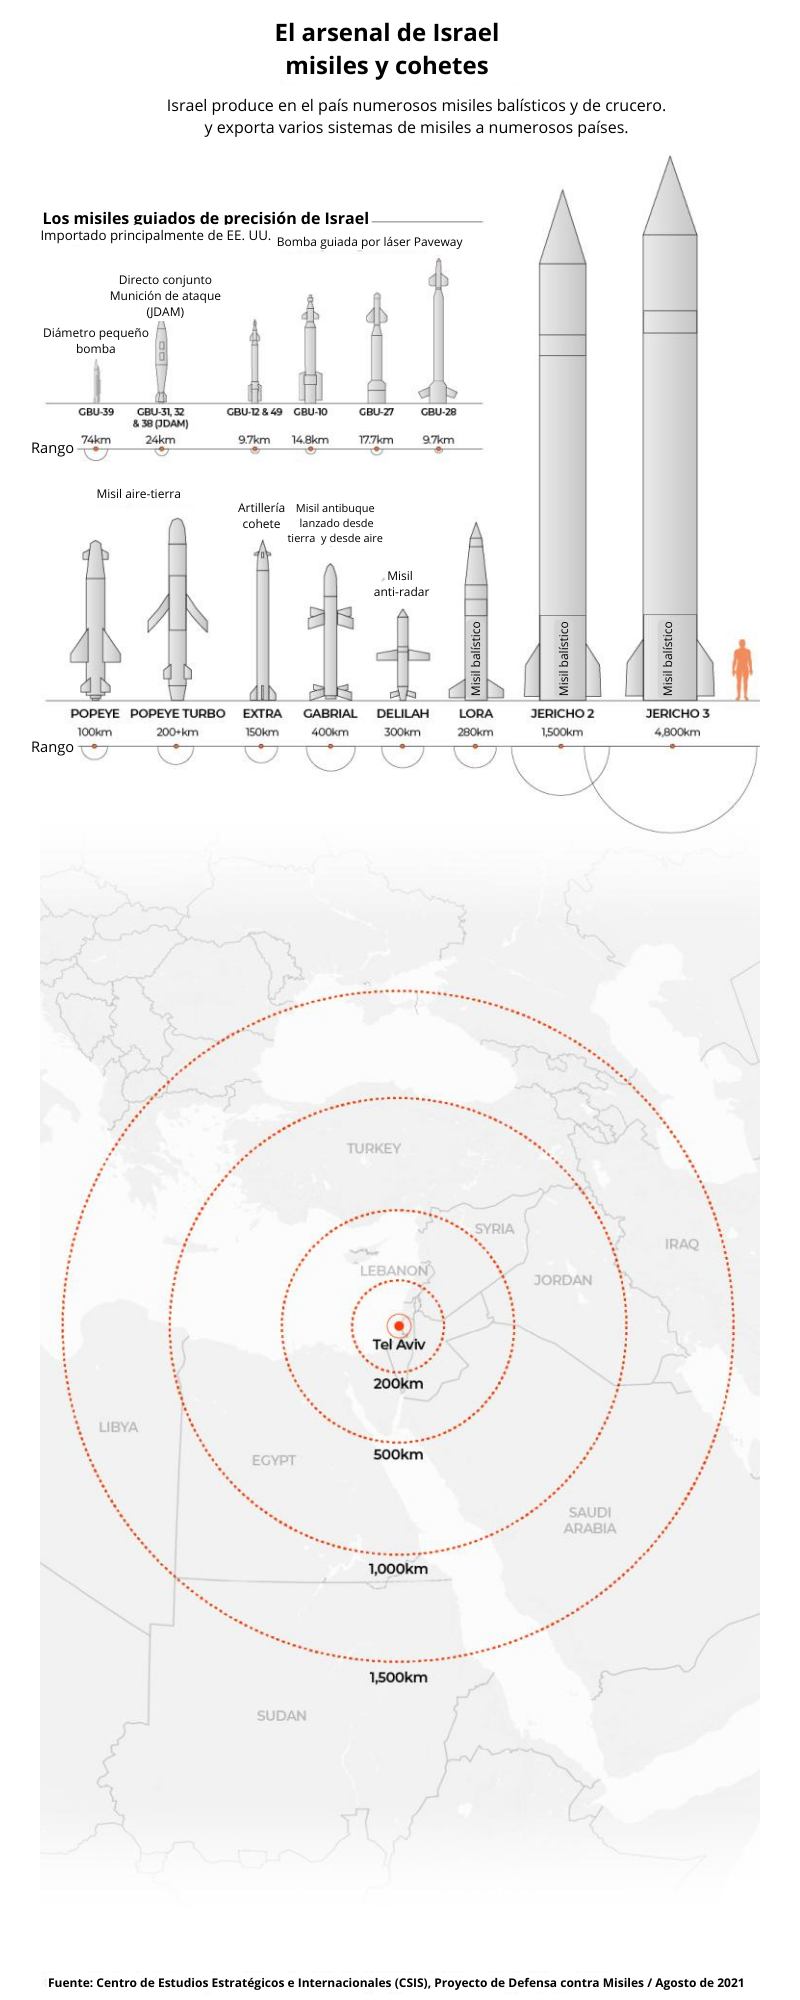 El arsenal de Israel
misiles y cohetes
Israel produce en el país numerosos misiles balísticos y de crucero.
y exporta varios sistemas de misiles a numerosos países.
Los misiles guiados de precisión de Israel
Importado principalmente de EE. UU.
Bomba guiada por láser Paveway
Directo conjunto
Munición de ataque
(JDAM)
Diámetro pequeño
bomba
GBU-39
GBU-31, 32
& 38 (JDAM)
GBU-12 & 49
GBU-10
GBU-27
GBU-28
Rango
74km
24km
9.7km
14.8km
17.7km
9.7km
Misil aire-tierra
Artillería
cohete
Misil antibuque
lanzado desde
tierra y desde aire
Misil
anti-radar
Misil balístico
Misil balístico
Misil balístico
POPEYE
POPEYE TURBO
EXTRA
GABRIAL
DELILAH
LORA
JERICHO 2
JERICHO 3
Rango
100km
200+km
150km
400km
300km
280km
1,500km
4,800km
TURKEY
SYRIA
IRAQ
LEBANON
JORDAN
Tel Aviv
200km
LIBYA
500km
EGYPT
SAUDI
ARABIA
1,000km
1,500km
SUDAN
Fuente: Centro de Estudios Estratégicos e Internacionales (CSIS), Proyecto de Defensa contra Misiles / Agosto de 2021